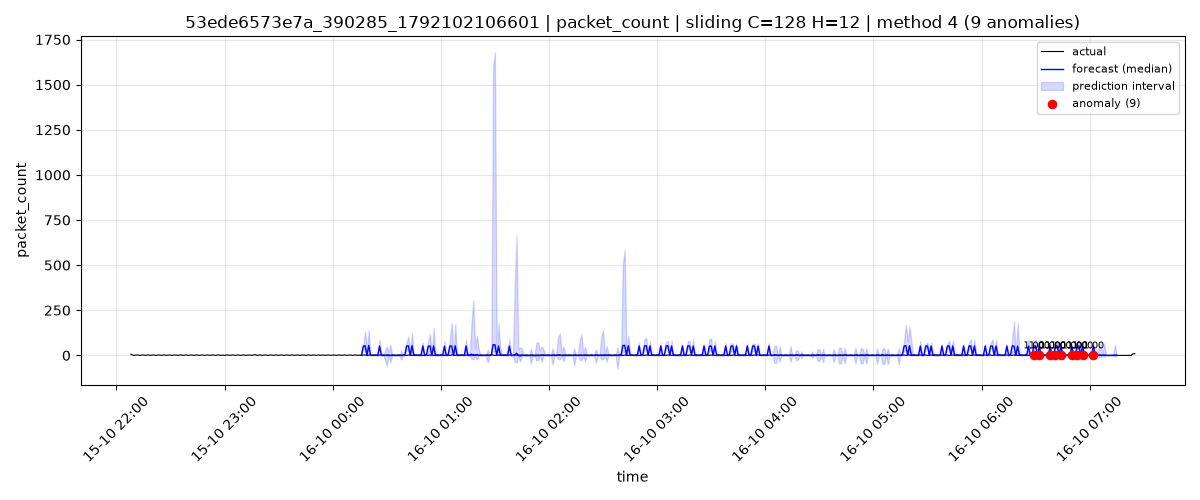 53ede6573e7a_390285_1792102106601 | packet_count | sliding C=128 H=12 | method 4 (9 anomalies)
actual
forecast (median)
prediction interval
anomaly (9)
packet_count
1750
1500
1250
1000
750
500
250
0
15-10 22:00
15-10 23:00
16-10 00:00
16-10 01:00
16-10 02:00
16-10 03:00
16-10 04:00
16-10 05:00
16-10 06:00
16-10 07:00
time